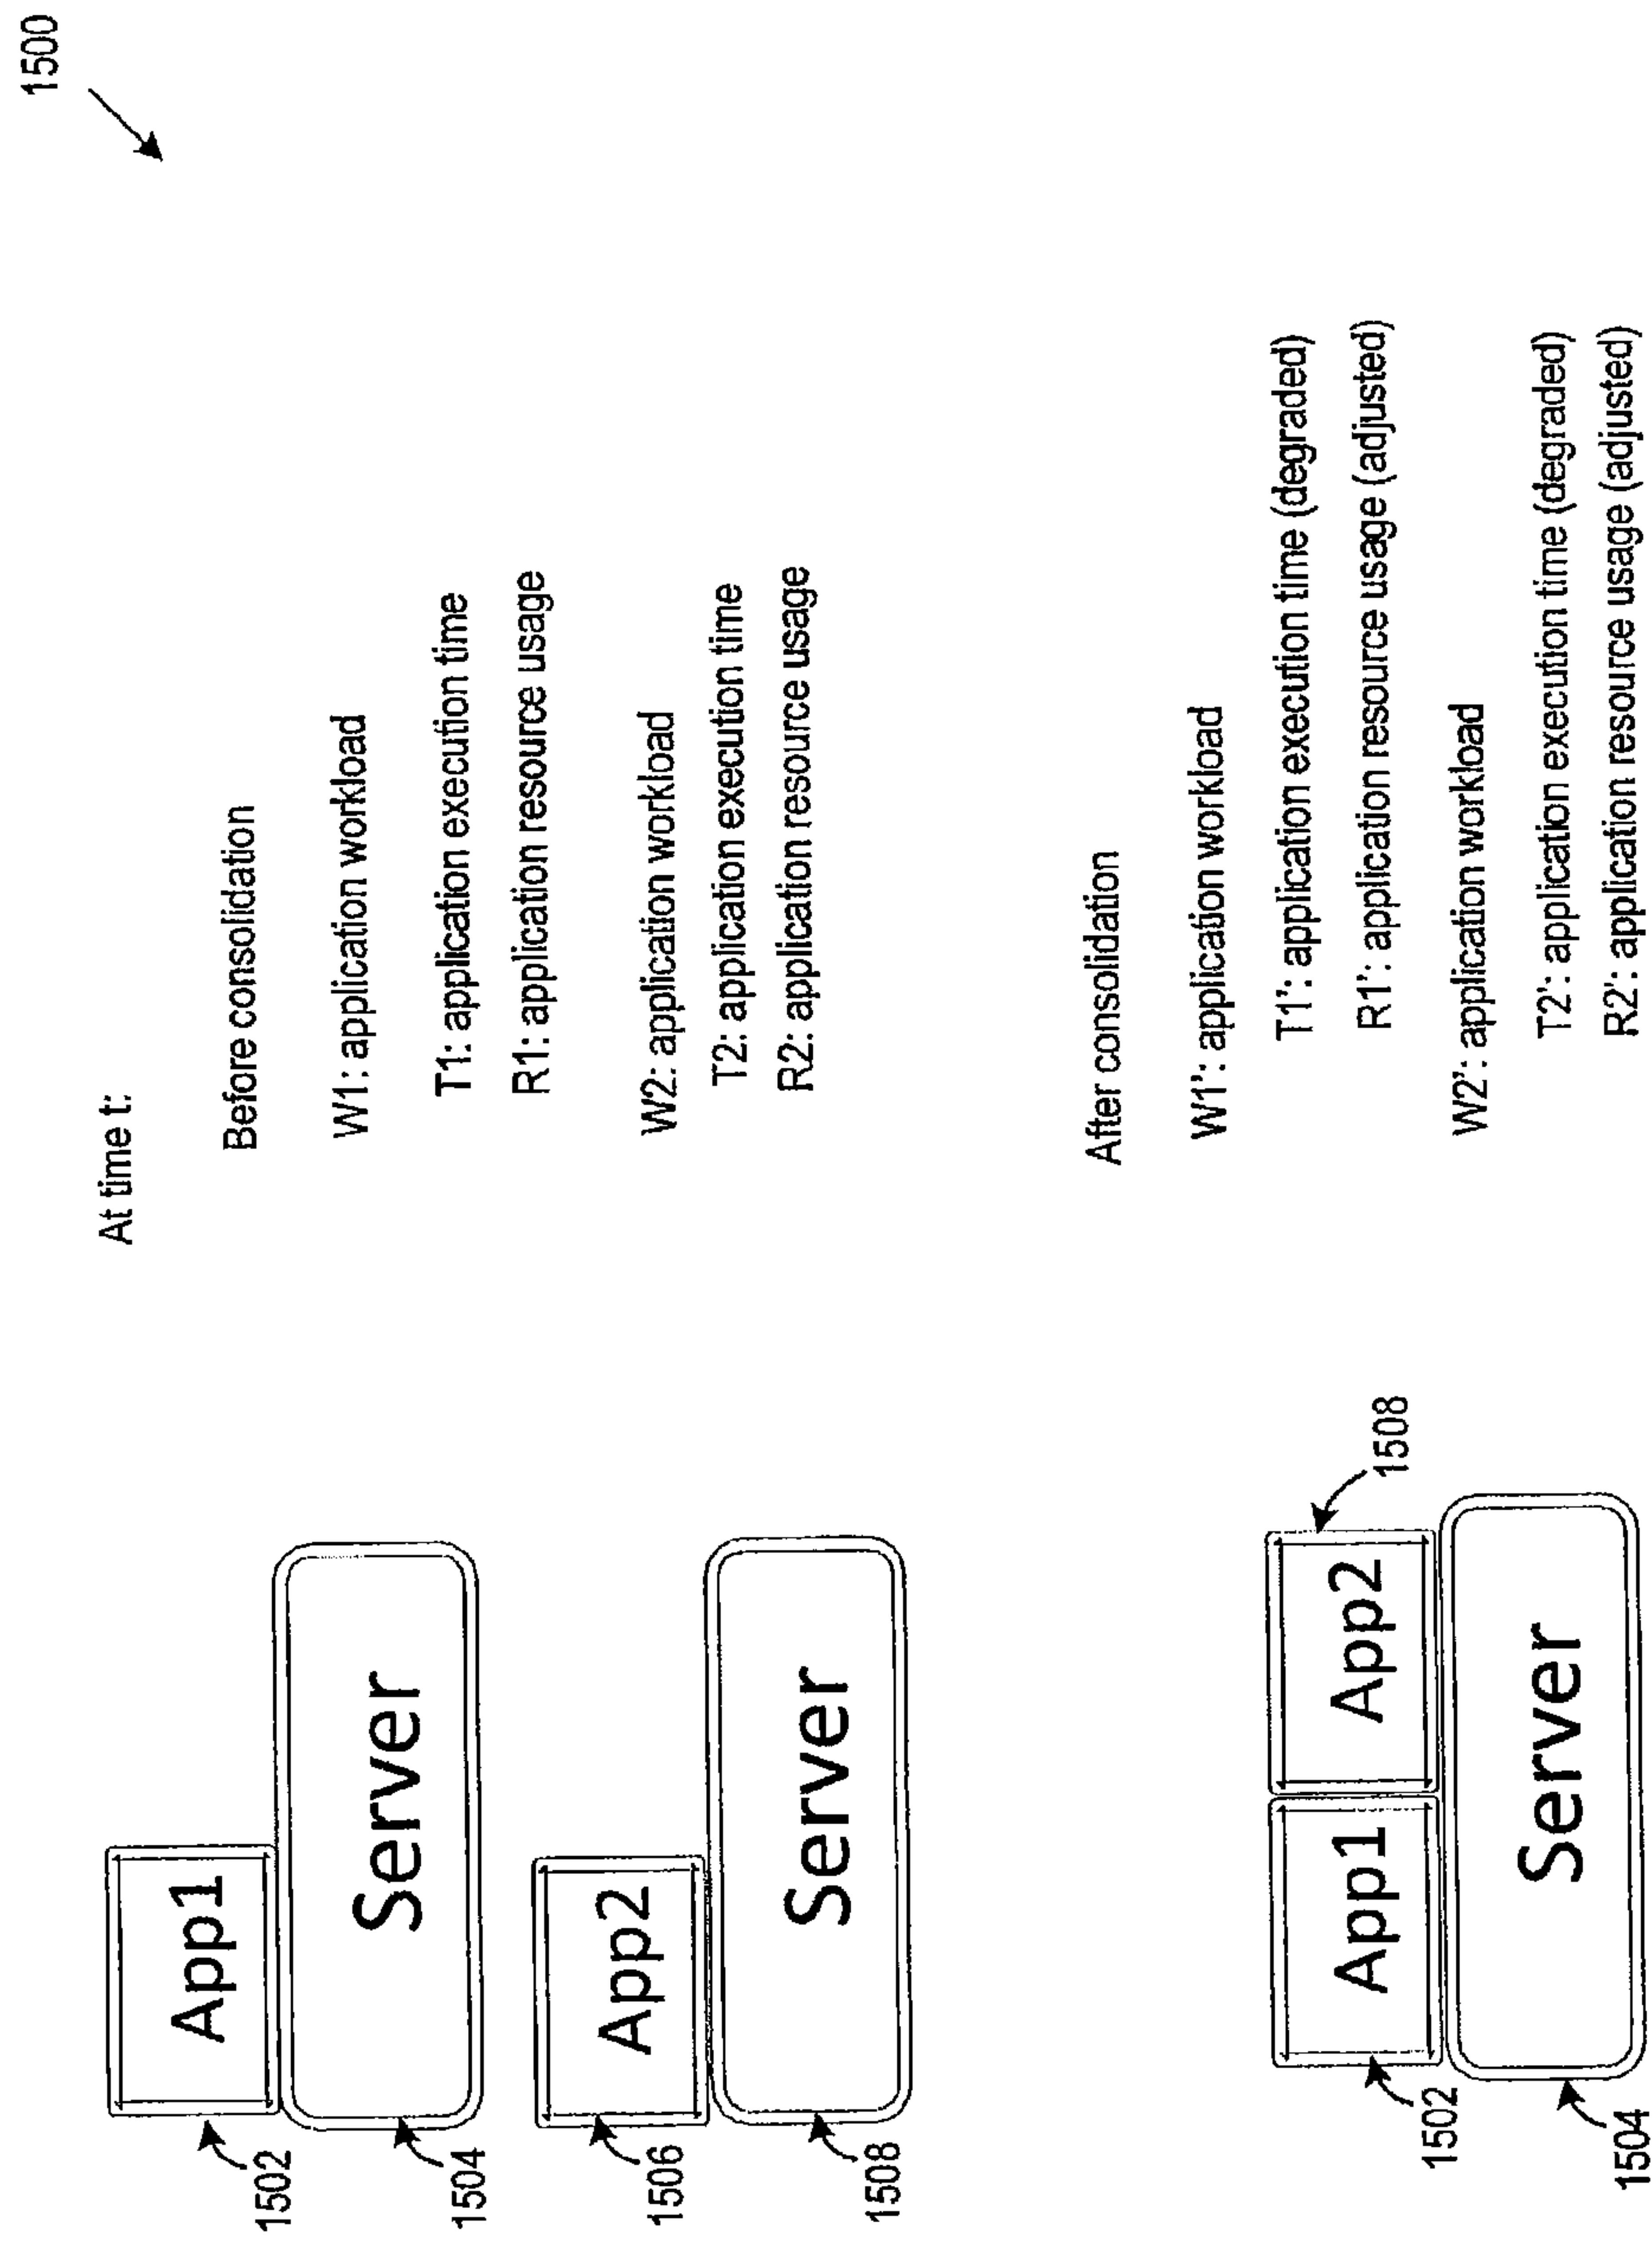 1500
At time t:
Before consolidation
App1
1502
Server
1504
W1: application workload
T1: application execution time
R1: application resource usage
App2
1506
Server
1508
W2: application workload
T2: application execution time
R2: application resource usage
After consolidation
App1
App2
1508
1502
Server
1504
W1': application workload
T1': application execution time (degraded)
R1': application resource usage (adjusted)
W2': application workload
T2': application execution time (degraded)
R2': application resource usage (adjusted)